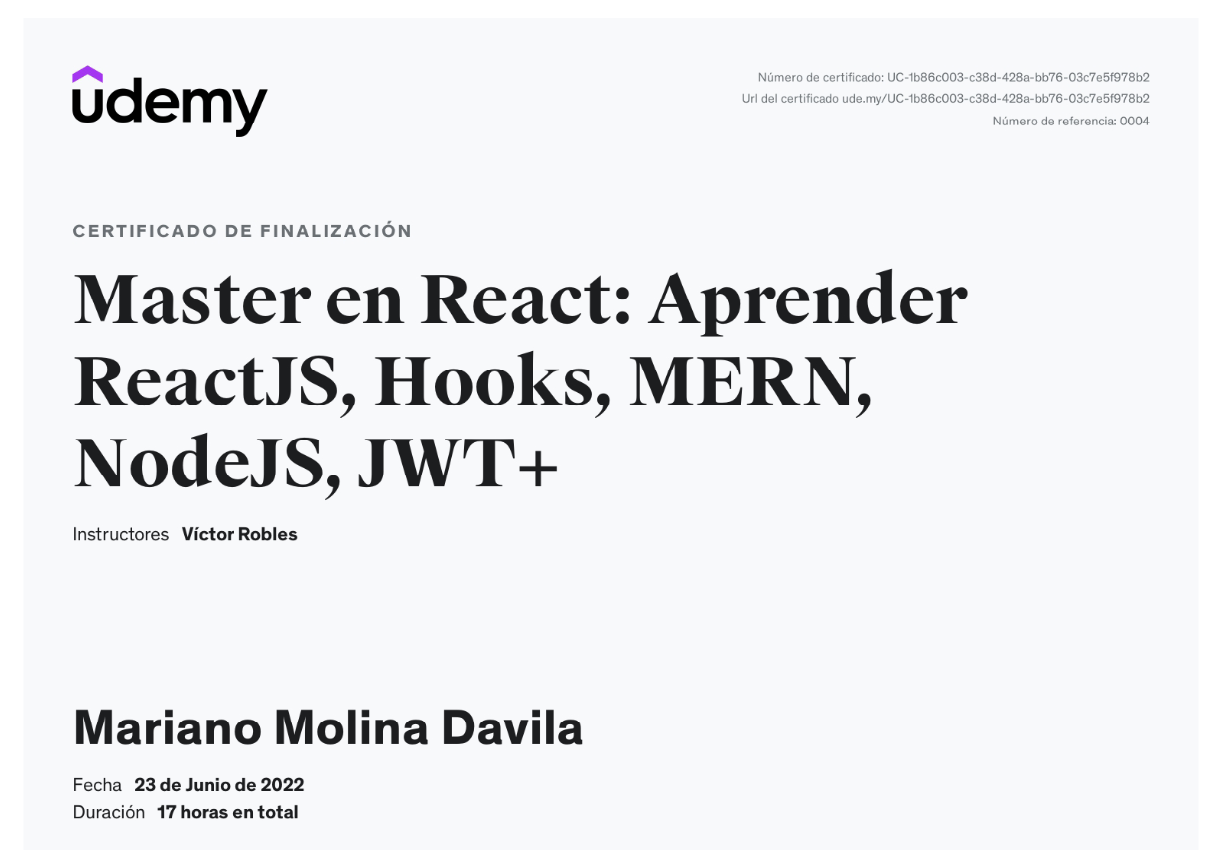 udemy
Número de certificado: UC-1b86c003-c38d-428a-bb76-03c7e5f978b2
Url del certificado ude.my/UC-1b86c003-c38d-428a-bb76-03c7e5f978b2
Número de referencia: 0004
CERTIFICADO DE FINALIZACIÓN
Master en React: Aprender
ReactJS, Hooks, MERN,
NodeJS, JWT+
Instructores Víctor Robles
Mariano Molina Davila
Fecha 23 de Junio de 2022
Duración 17 horas en total